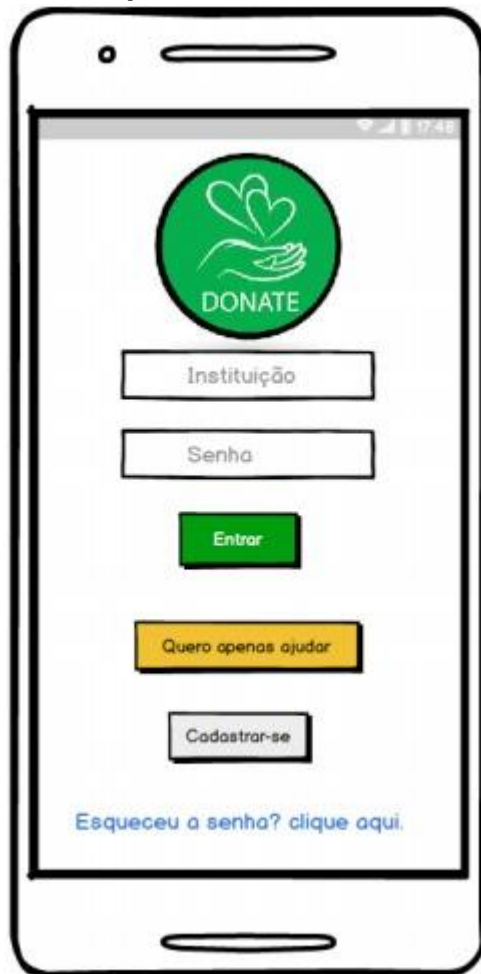 17:48
DONATE
Instituição
Senha
Entrar
Quero apenas ajudar
Cadastrar-se
Esqueceu a senha? clique aqui.